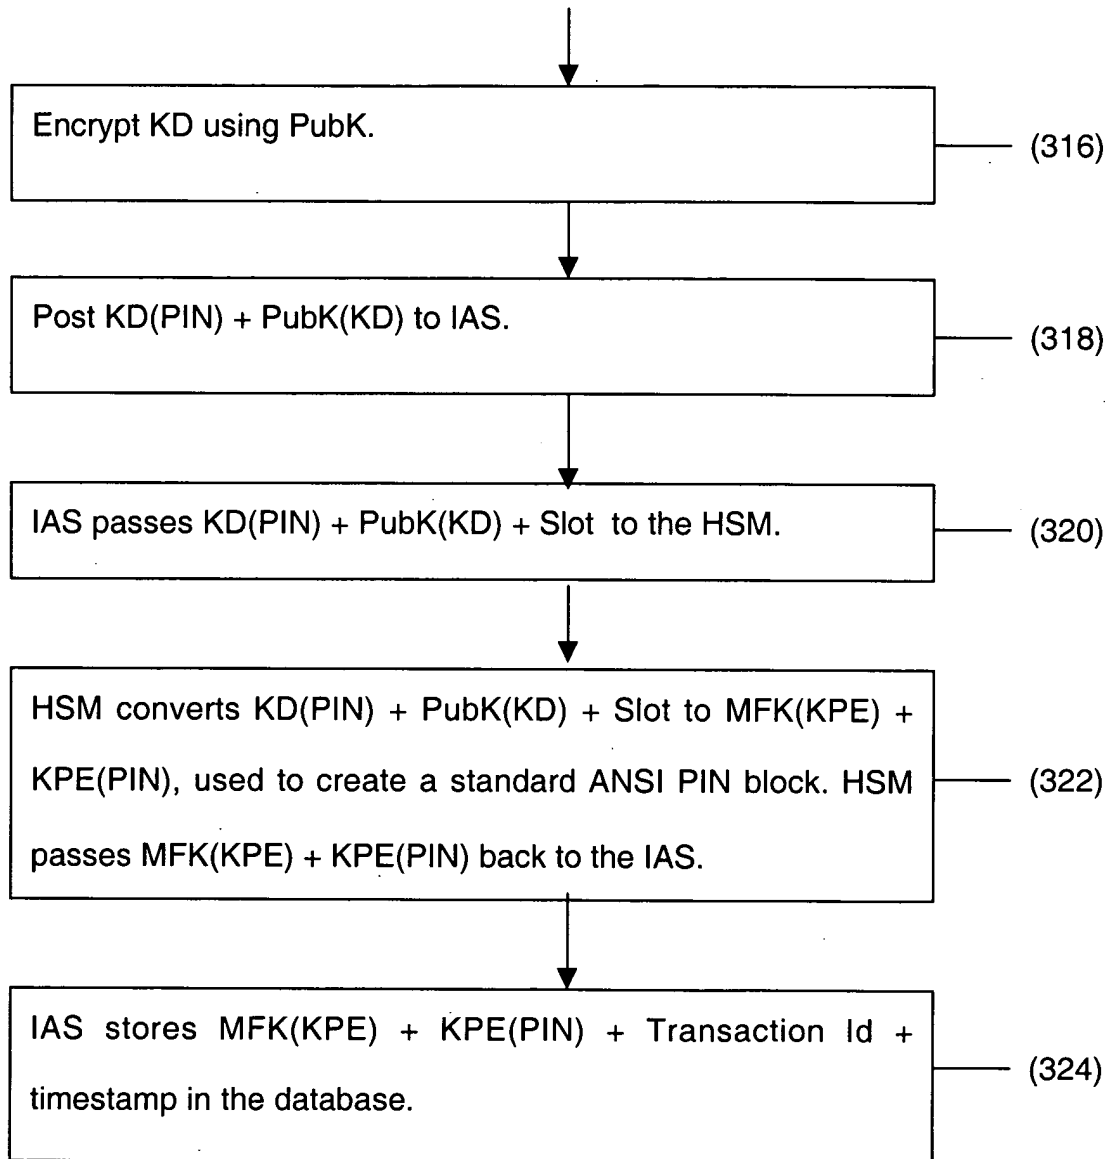 Encrypt KD using PubK.
(316)
Post KD(PIN) + PubK(KD) to IAS.
(318)
IAS passes KD(PIN) + PubK(KD) + Slot to the HSM.
(320)
HSM converts KD(PIN) + PubK(KD) + Slot to MFK(KPE) +
KPE(PIN), used to create a standard ANSI PIN block. HSM
passes MFK(KPE) + KPE(PIN) back to the IAS.
(322)
IAS stores MFK(KPE) + KPE(PIN) + Transaction Id +
timestamp in the database.
(324)